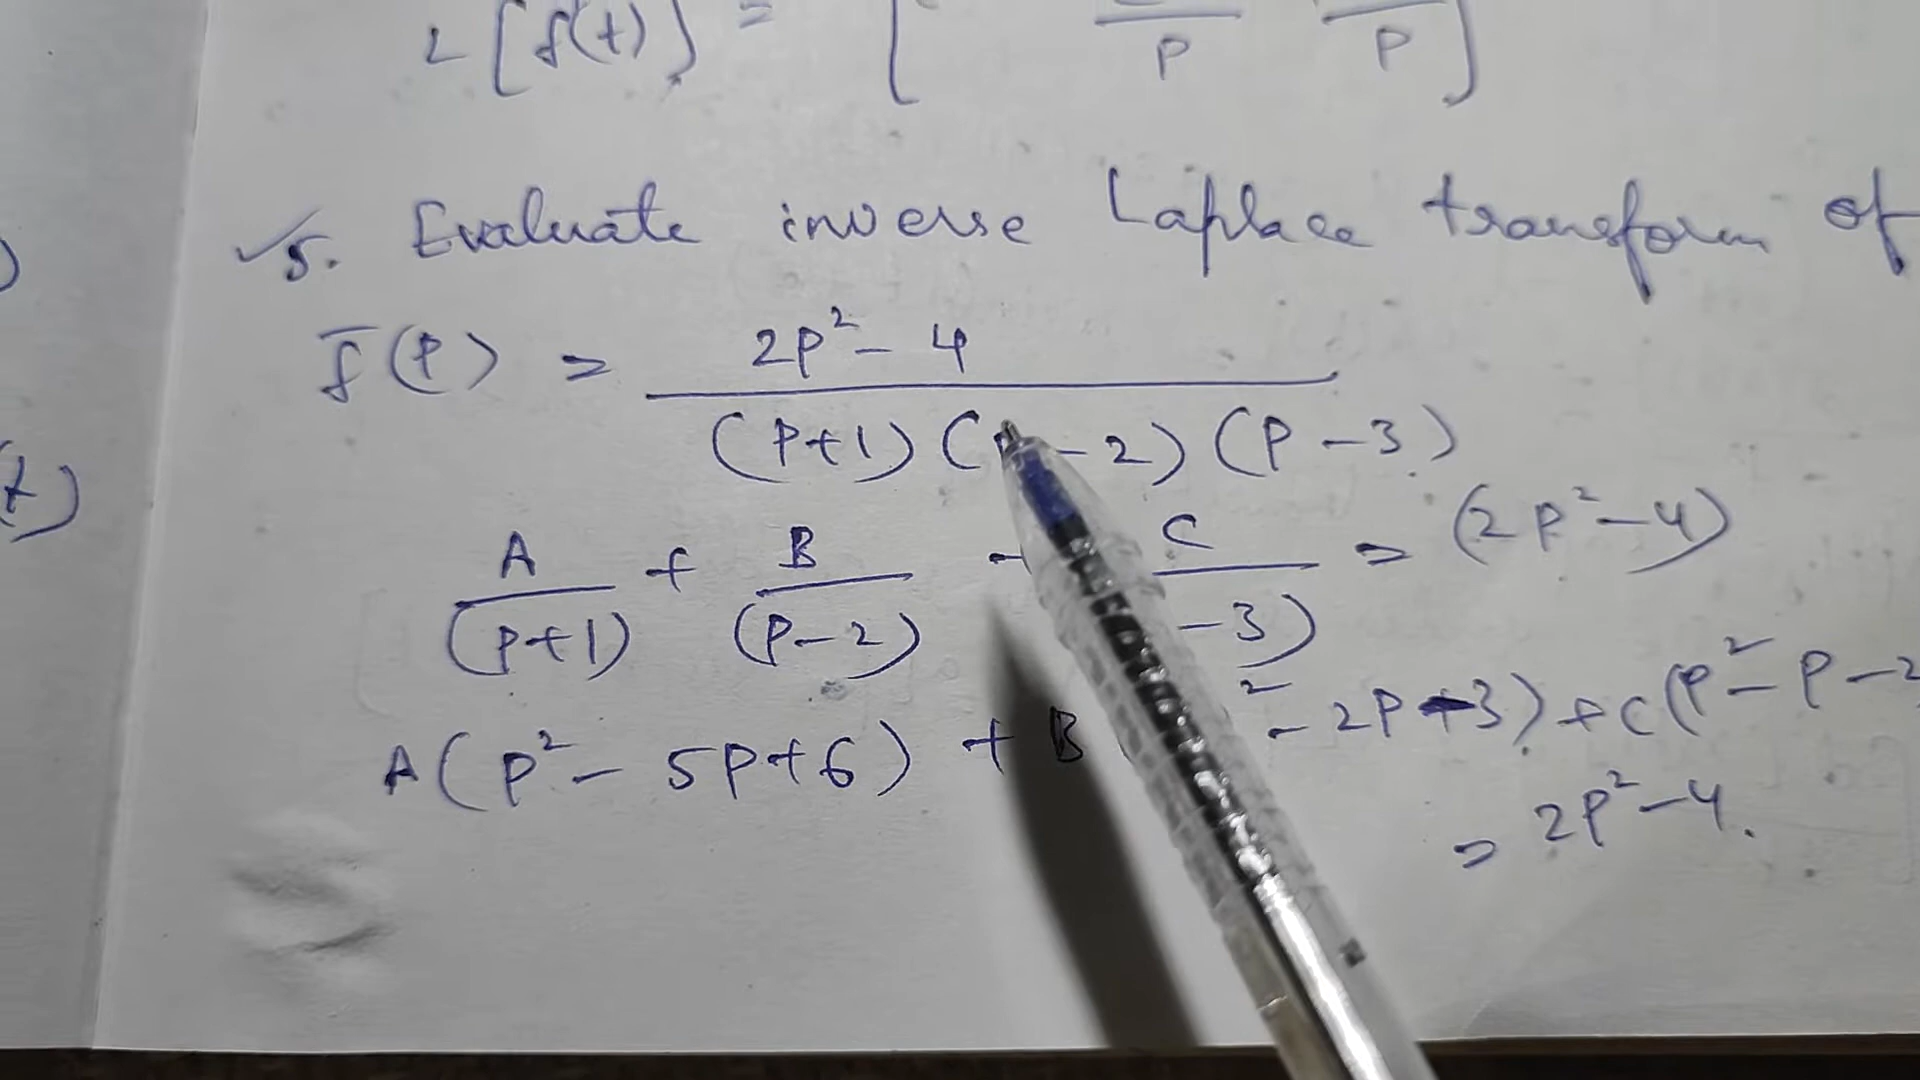 L[f(t)] = [ P P ]
✓5. Evaluate inverse Laplace transform of
f̅(P) = 2P² - 4 / (P+1)(P-2)(P-3)
A/(P+1) + B/(P-2) + C/ -3) = (2P²-4)
A(P² - 5P+6) + B ² - 2P-3) + C(P² - P - 2
= 2P² - 4.
t)